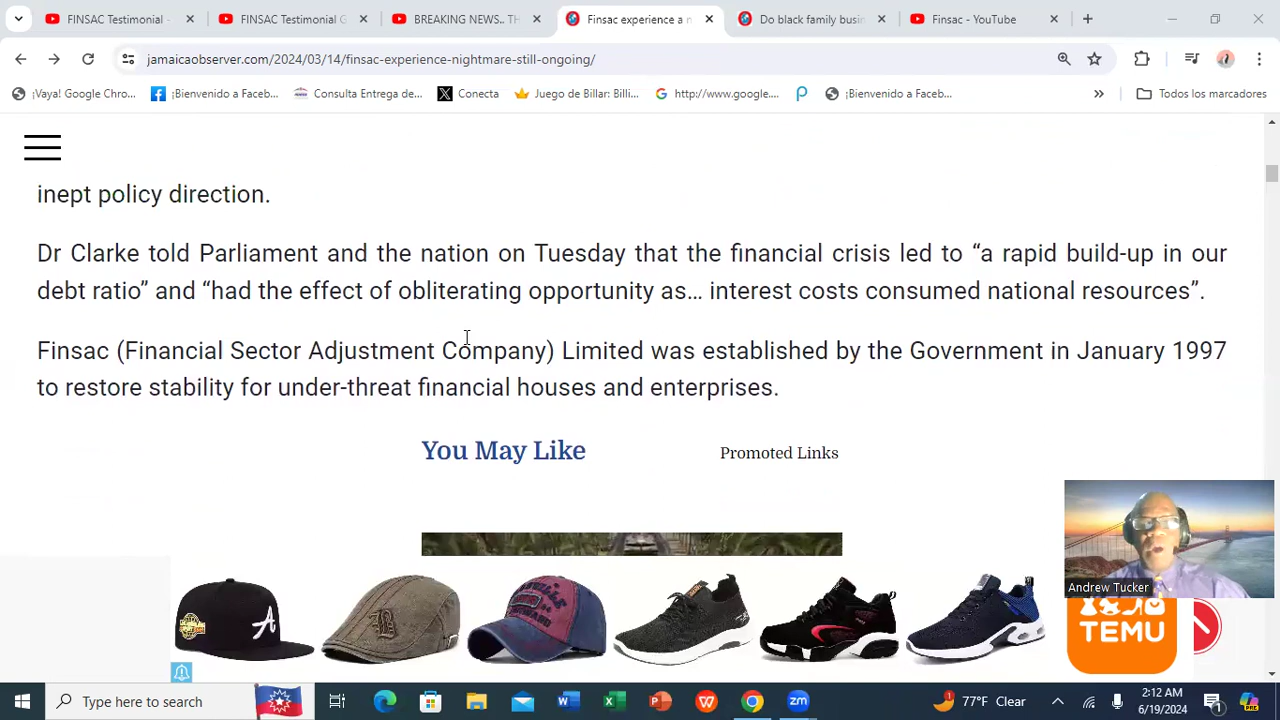 FINSAC Testimonial -
FINSAC Testimonial G
BREAKING NEWS.. TH
Finsac experience a n
Do black family busin
Finsac - YouTube
jamaicaobserver.com/2024/03/14/finsac-experience-nightmare-still-ongoing/
¡Vaya! Google Chro...
¡Bienvenido a Faceb...
Consulta Entrega de...
Conecta
Juego de Billar: Billi...
http://www.google....
¡Bienvenido a Faceb...
Todos los marcadores
inept policy direction.
Dr Clarke told Parliament and the nation on Tuesday that the financial crisis led to “a rapid build-up in our
debt ratio” and “had the effect of obliterating opportunity as… interest costs consumed national resources”.
Finsac (Financial Sector Adjustment Company) Limited was established by the Government in January 1997
to restore stability for under-threat financial houses and enterprises.
You May Like
Promoted Links
Andrew Tucker
TEMU
Type here to search
77°F Clear
2:12 AM
6/19/2024